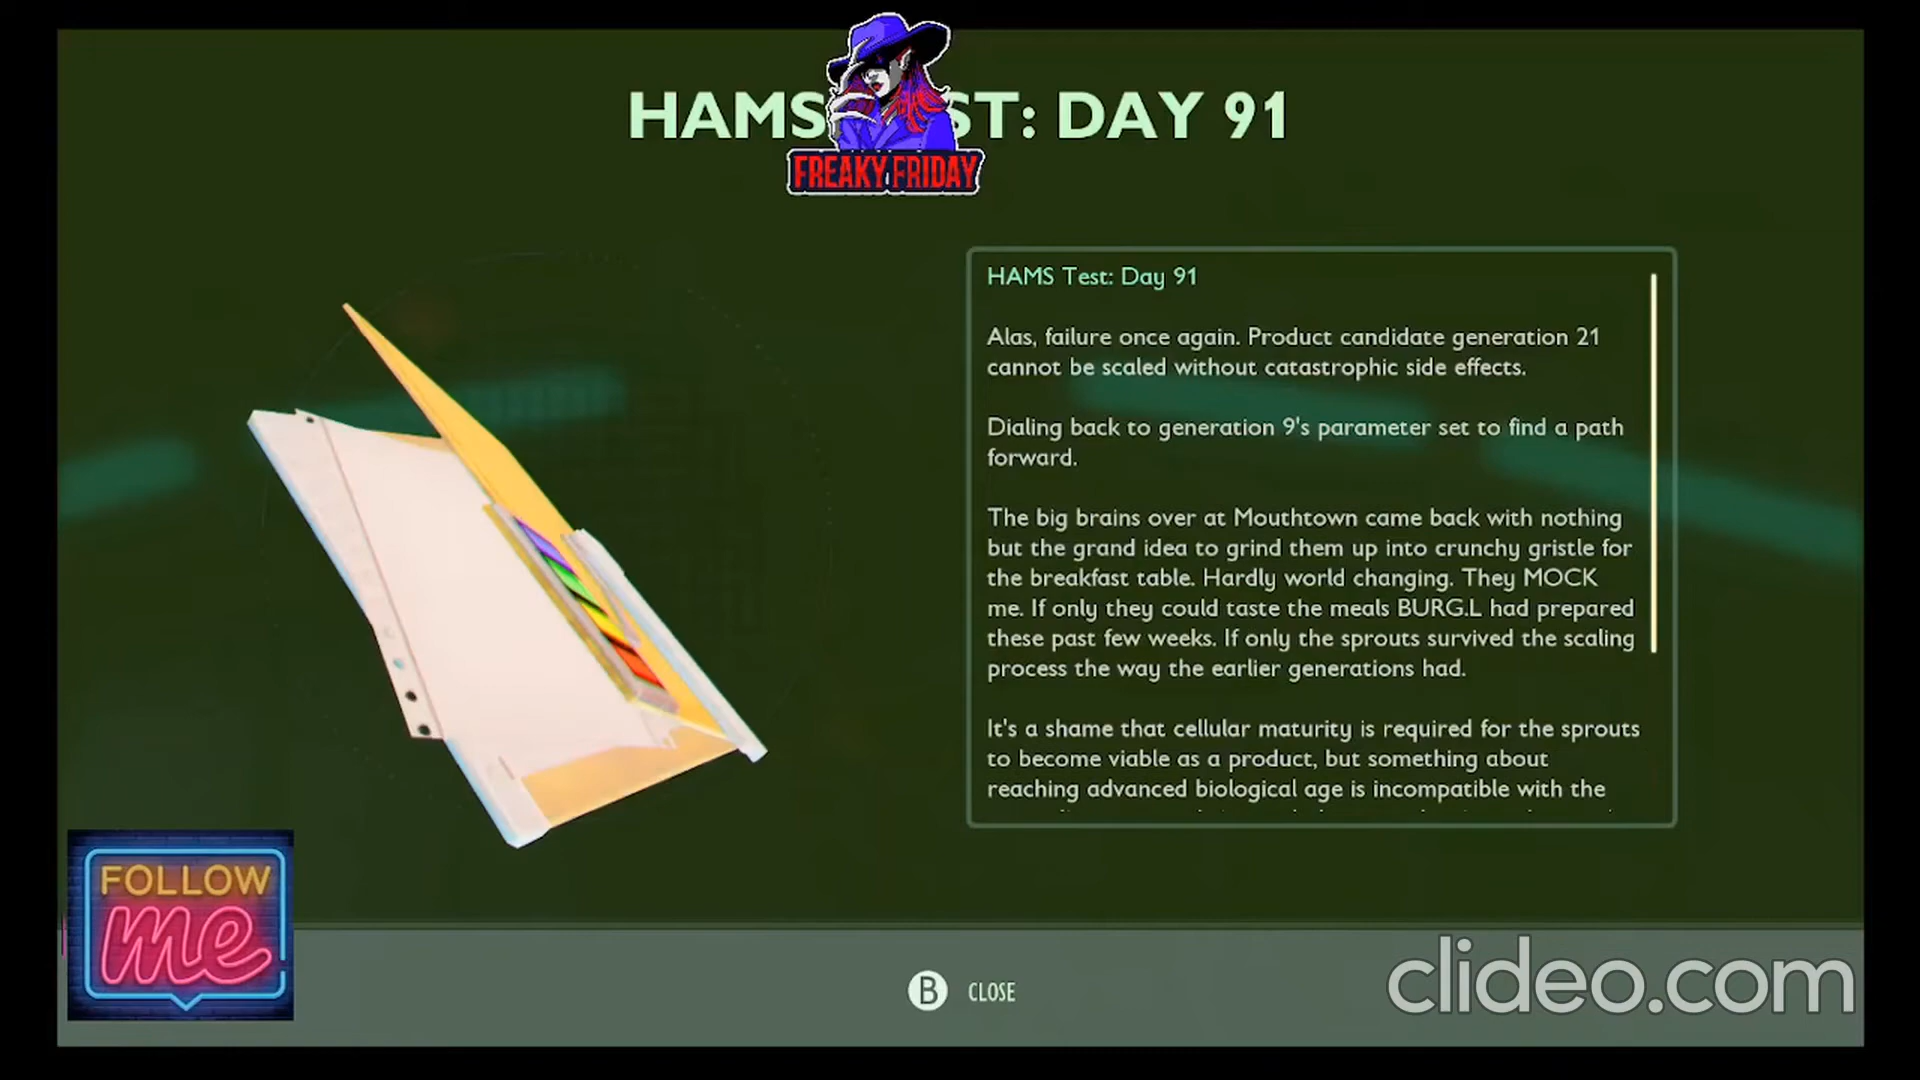 HAMS ST: DAY 91
FREAKY FRIDAY
HAMS Test: Day 91
Alas, failure once again. Product candidate generation 21
cannot be scaled without catastrophic side effects.
Dialing back to generation 9's parameter set to find a path
forward.
The big brains over at Mouthtown came back with nothing
but the grand idea to grind them up into crunchy gristle for
the breakfast table. Hardly world changing. They MOCK
me. If only they could taste the meals BURG.L had prepared
these past few weeks. If only the sprouts survived the scaling
process the way the earlier generations had.
It's a shame that cellular maturity is required for the sprouts
to become viable as a product, but something about
reaching advanced biological age is incompatible with the
FOLLOW
me
B CLOSE
clideo.com